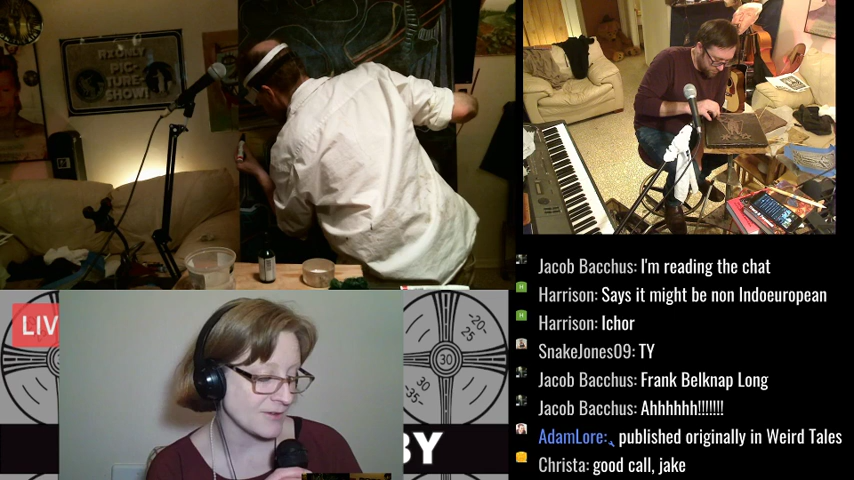 REGULT
PIC-
TURES
SHOW!
LIV
BY
-20-
25
30
30
-35-
Jacob Bacchus: I'm reading the chat
Harrison: Says it might be non Indoeuropean
Harrison: Ichor
SnakeJones09: TY
Jacob Bacchus: Frank Belknap Long
Jacob Bacchus: Ahhhhhh!!!!!!!
AdamLore: published originally in Weird Tales
Christa: good call, jake